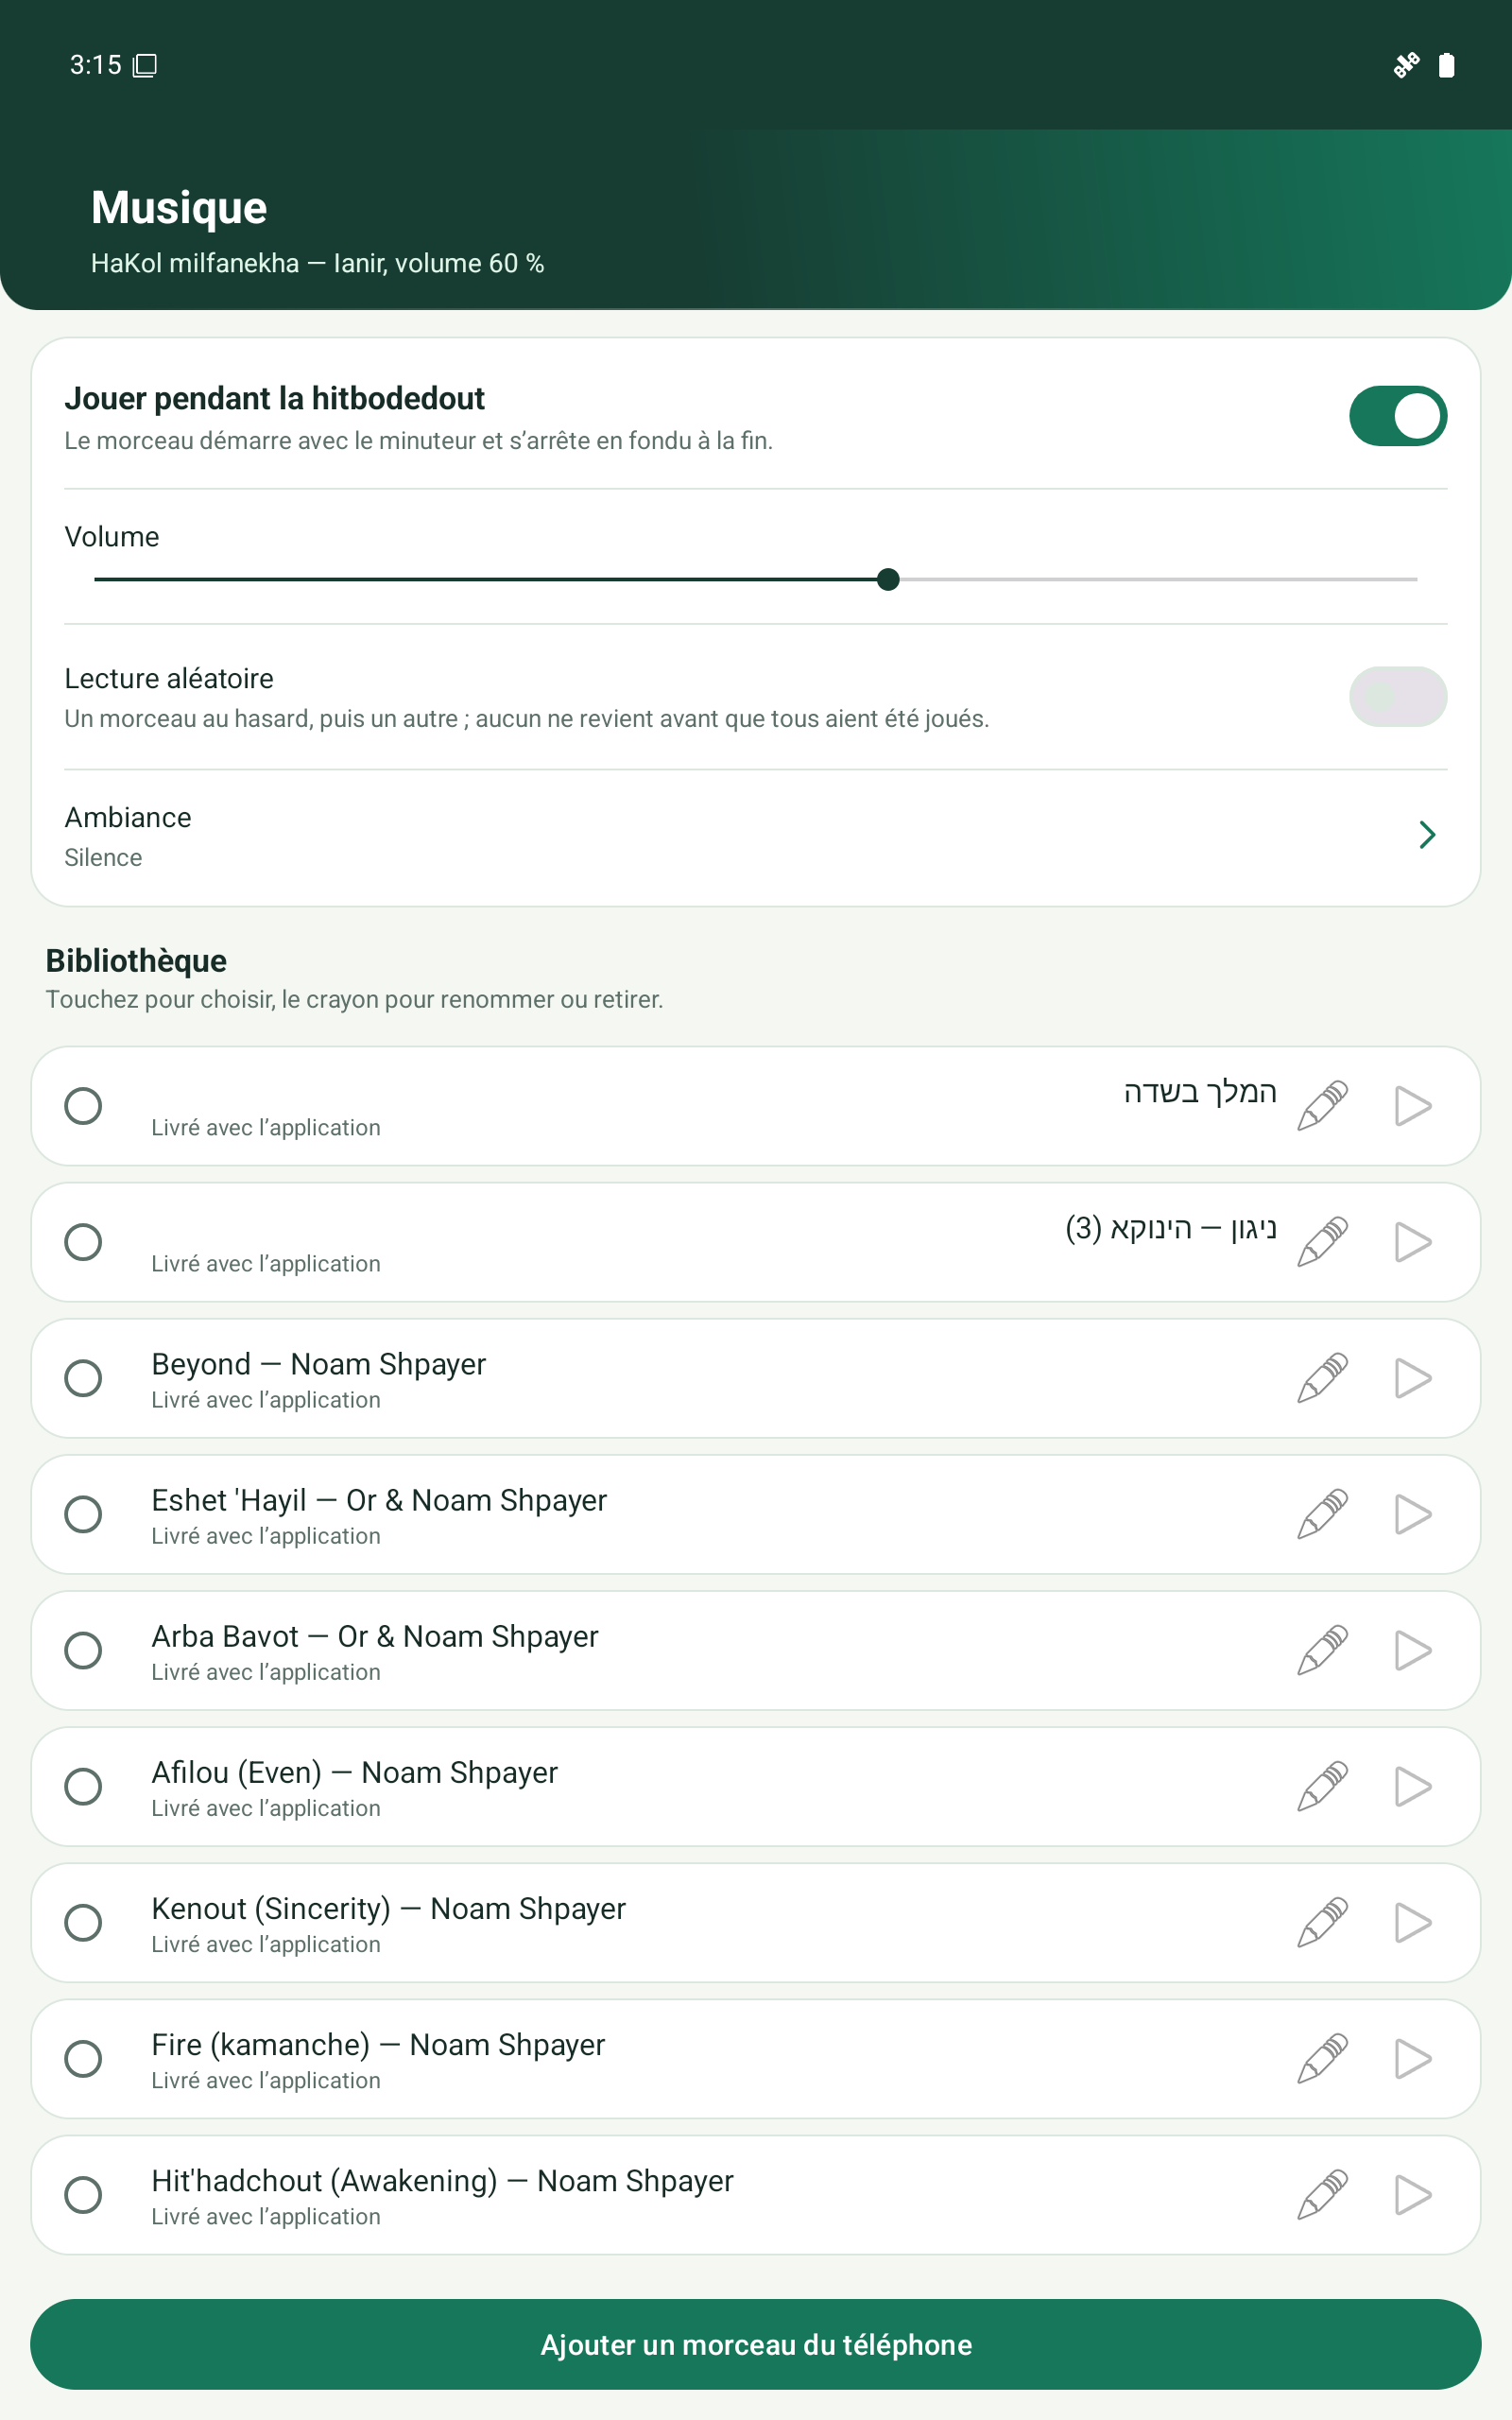 3:15
Musique
HaKol milfanekha — Ianir, volume 60 %
Jouer pendant la hitbodedout
Le morceau démarre avec le minuteur et s’arrête en fondu à la fin.
Volume
Lecture aléatoire
Un morceau au hasard, puis un autre ; aucun ne revient avant que tous aient été joués.
Ambiance
Silence
Bibliothèque
Touchez pour choisir, le crayon pour renommer ou retirer.
המלך בשדה
Livré avec l’application
ניגון — הינוקא (3)
Livré avec l’application
Beyond — Noam Shpayer
Livré avec l’application
Eshet 'Hayil — Or & Noam Shpayer
Livré avec l’application
Arba Bavot — Or & Noam Shpayer
Livré avec l’application
Afilou (Even) — Noam Shpayer
Livré avec l’application
Kenout (Sincerity) — Noam Shpayer
Livré avec l’application
Fire (kamanche) — Noam Shpayer
Livré avec l’application
Hit'hadchout (Awakening) — Noam Shpayer
Livré avec l’application
Ajouter un morceau du téléphone